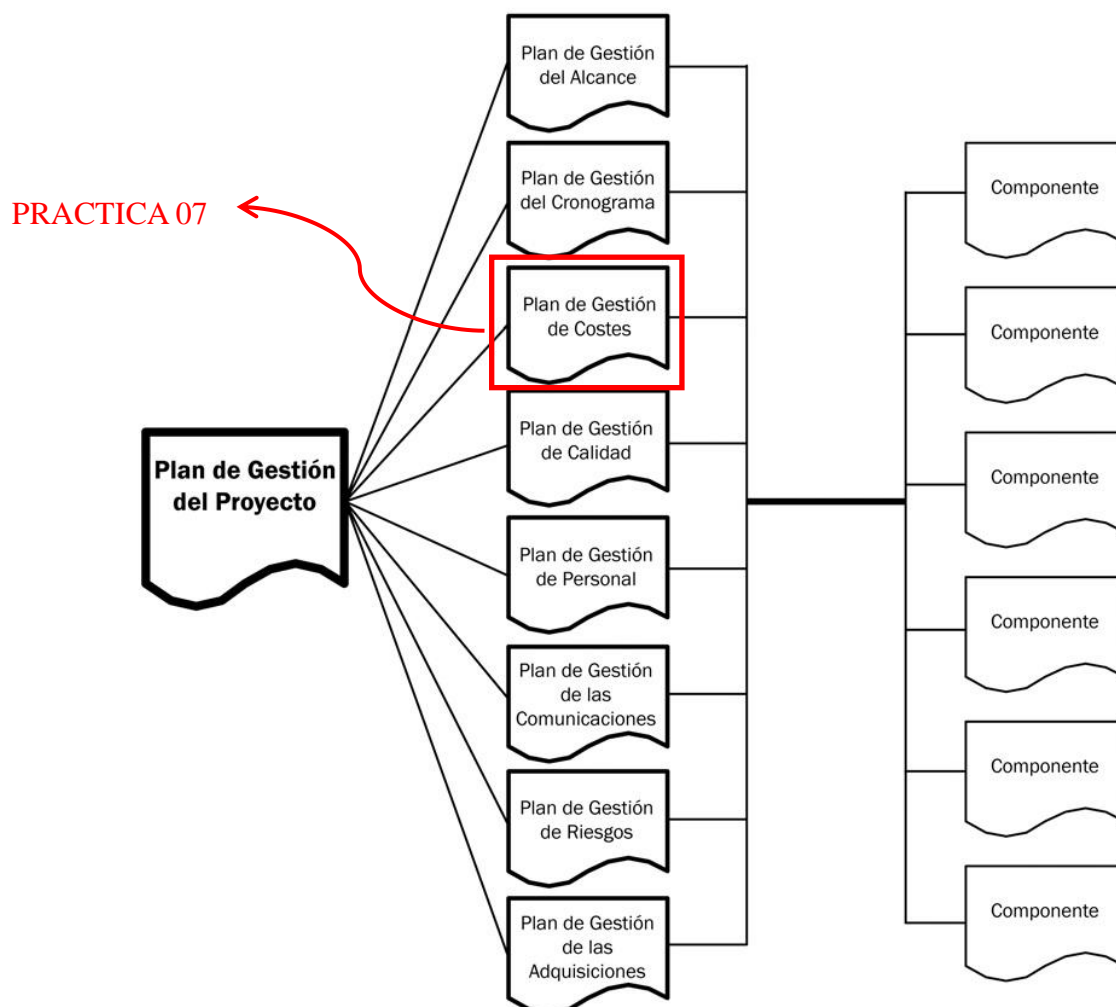 PRACTICA 07
Plan de Gestión
del Proyecto
Plan de Gestión
del Alcance
Plan de Gestión
del Cronograma
Plan de Gestión
de Costes
Plan de Gestión
de Calidad
Plan de Gestión
de Personal
Plan de Gestión
de las
Comunicaciones
Plan de Gestión
de Riesgos
Plan de Gestión
de las
Adquisiciones
Componente
Componente
Componente
Componente
Componente
Componente